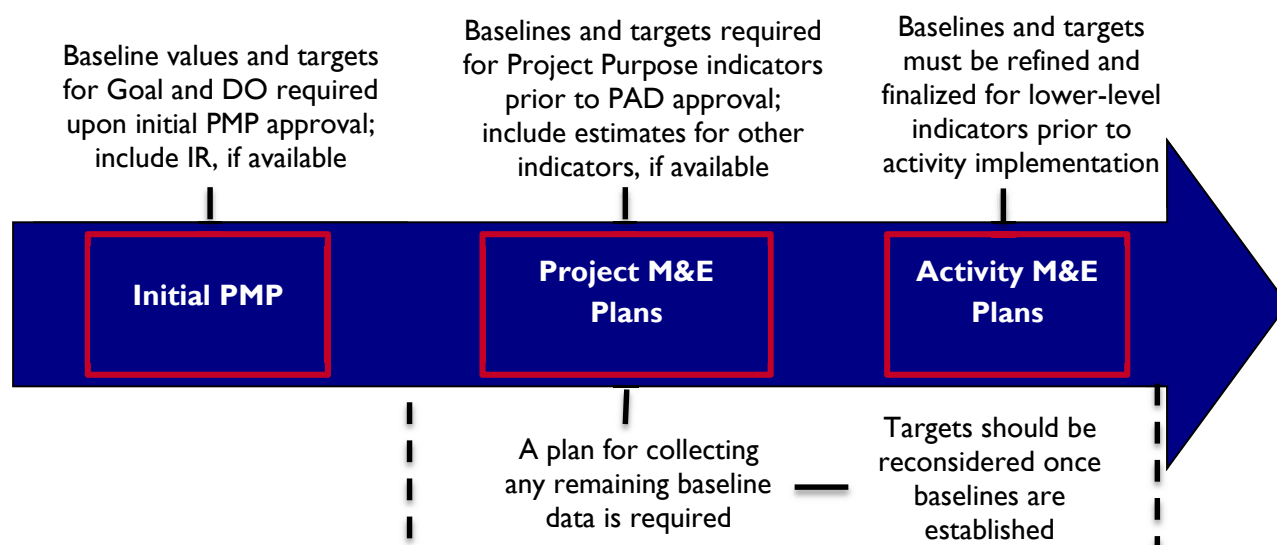 Baseline values and targets
for Goal and DO required
upon initial PMP approval;
include IR, if available
Baselines and targets required
for Project Purpose indicators
prior to PAD approval;
include estimates for other
indicators, if available
Baselines and targets
must be refined and
finalized for lower-level
indicators prior to
activity implementation
Initial PMP
Project M&E
Plans
Activity M&E
Plans
A plan for collecting
any remaining baseline
data is required
Targets should be
reconsidered once
baselines are
established